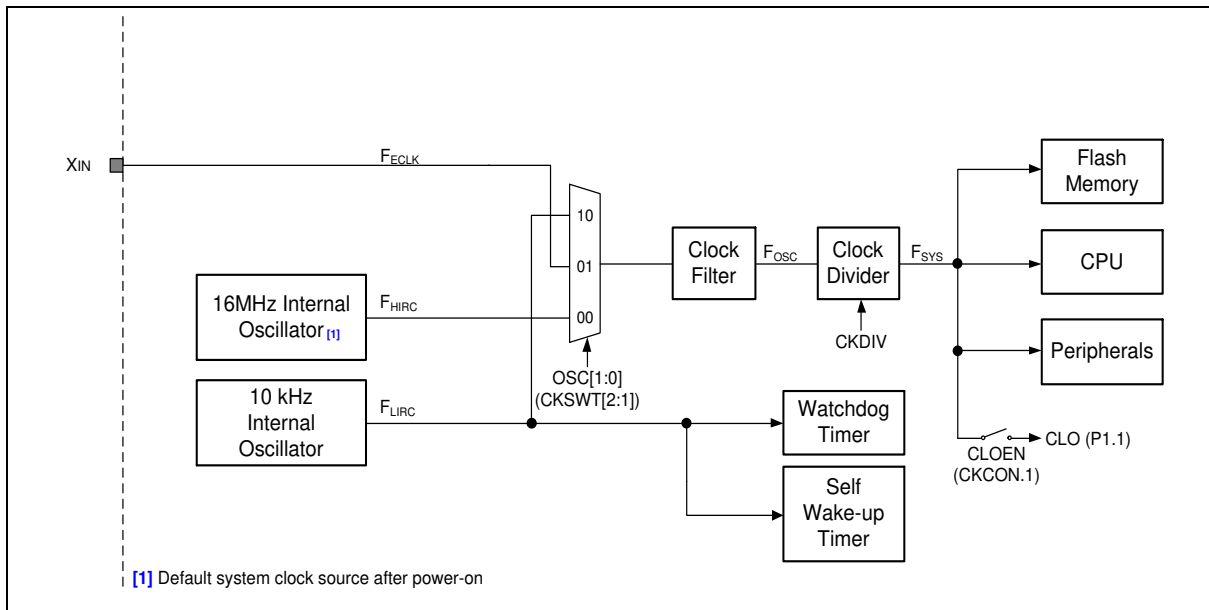 XIN
FECLK
10
01
00
16MHz Internal
Oscillator [1]
FHIRC
OSC[1:0]
(CKSWT[2:1])
10 kHz
Internal
Oscillator
FLIRC
Clock
Filter
FOSC
Clock
Divider
FSYS
CKDIV
Flash
Memory
CPU
Peripherals
Watchdog
Timer
Self
Wake-up
Timer
CLOEN
(CKCON.1)
CLO (P1.1)
[1] Default system clock source after power-on